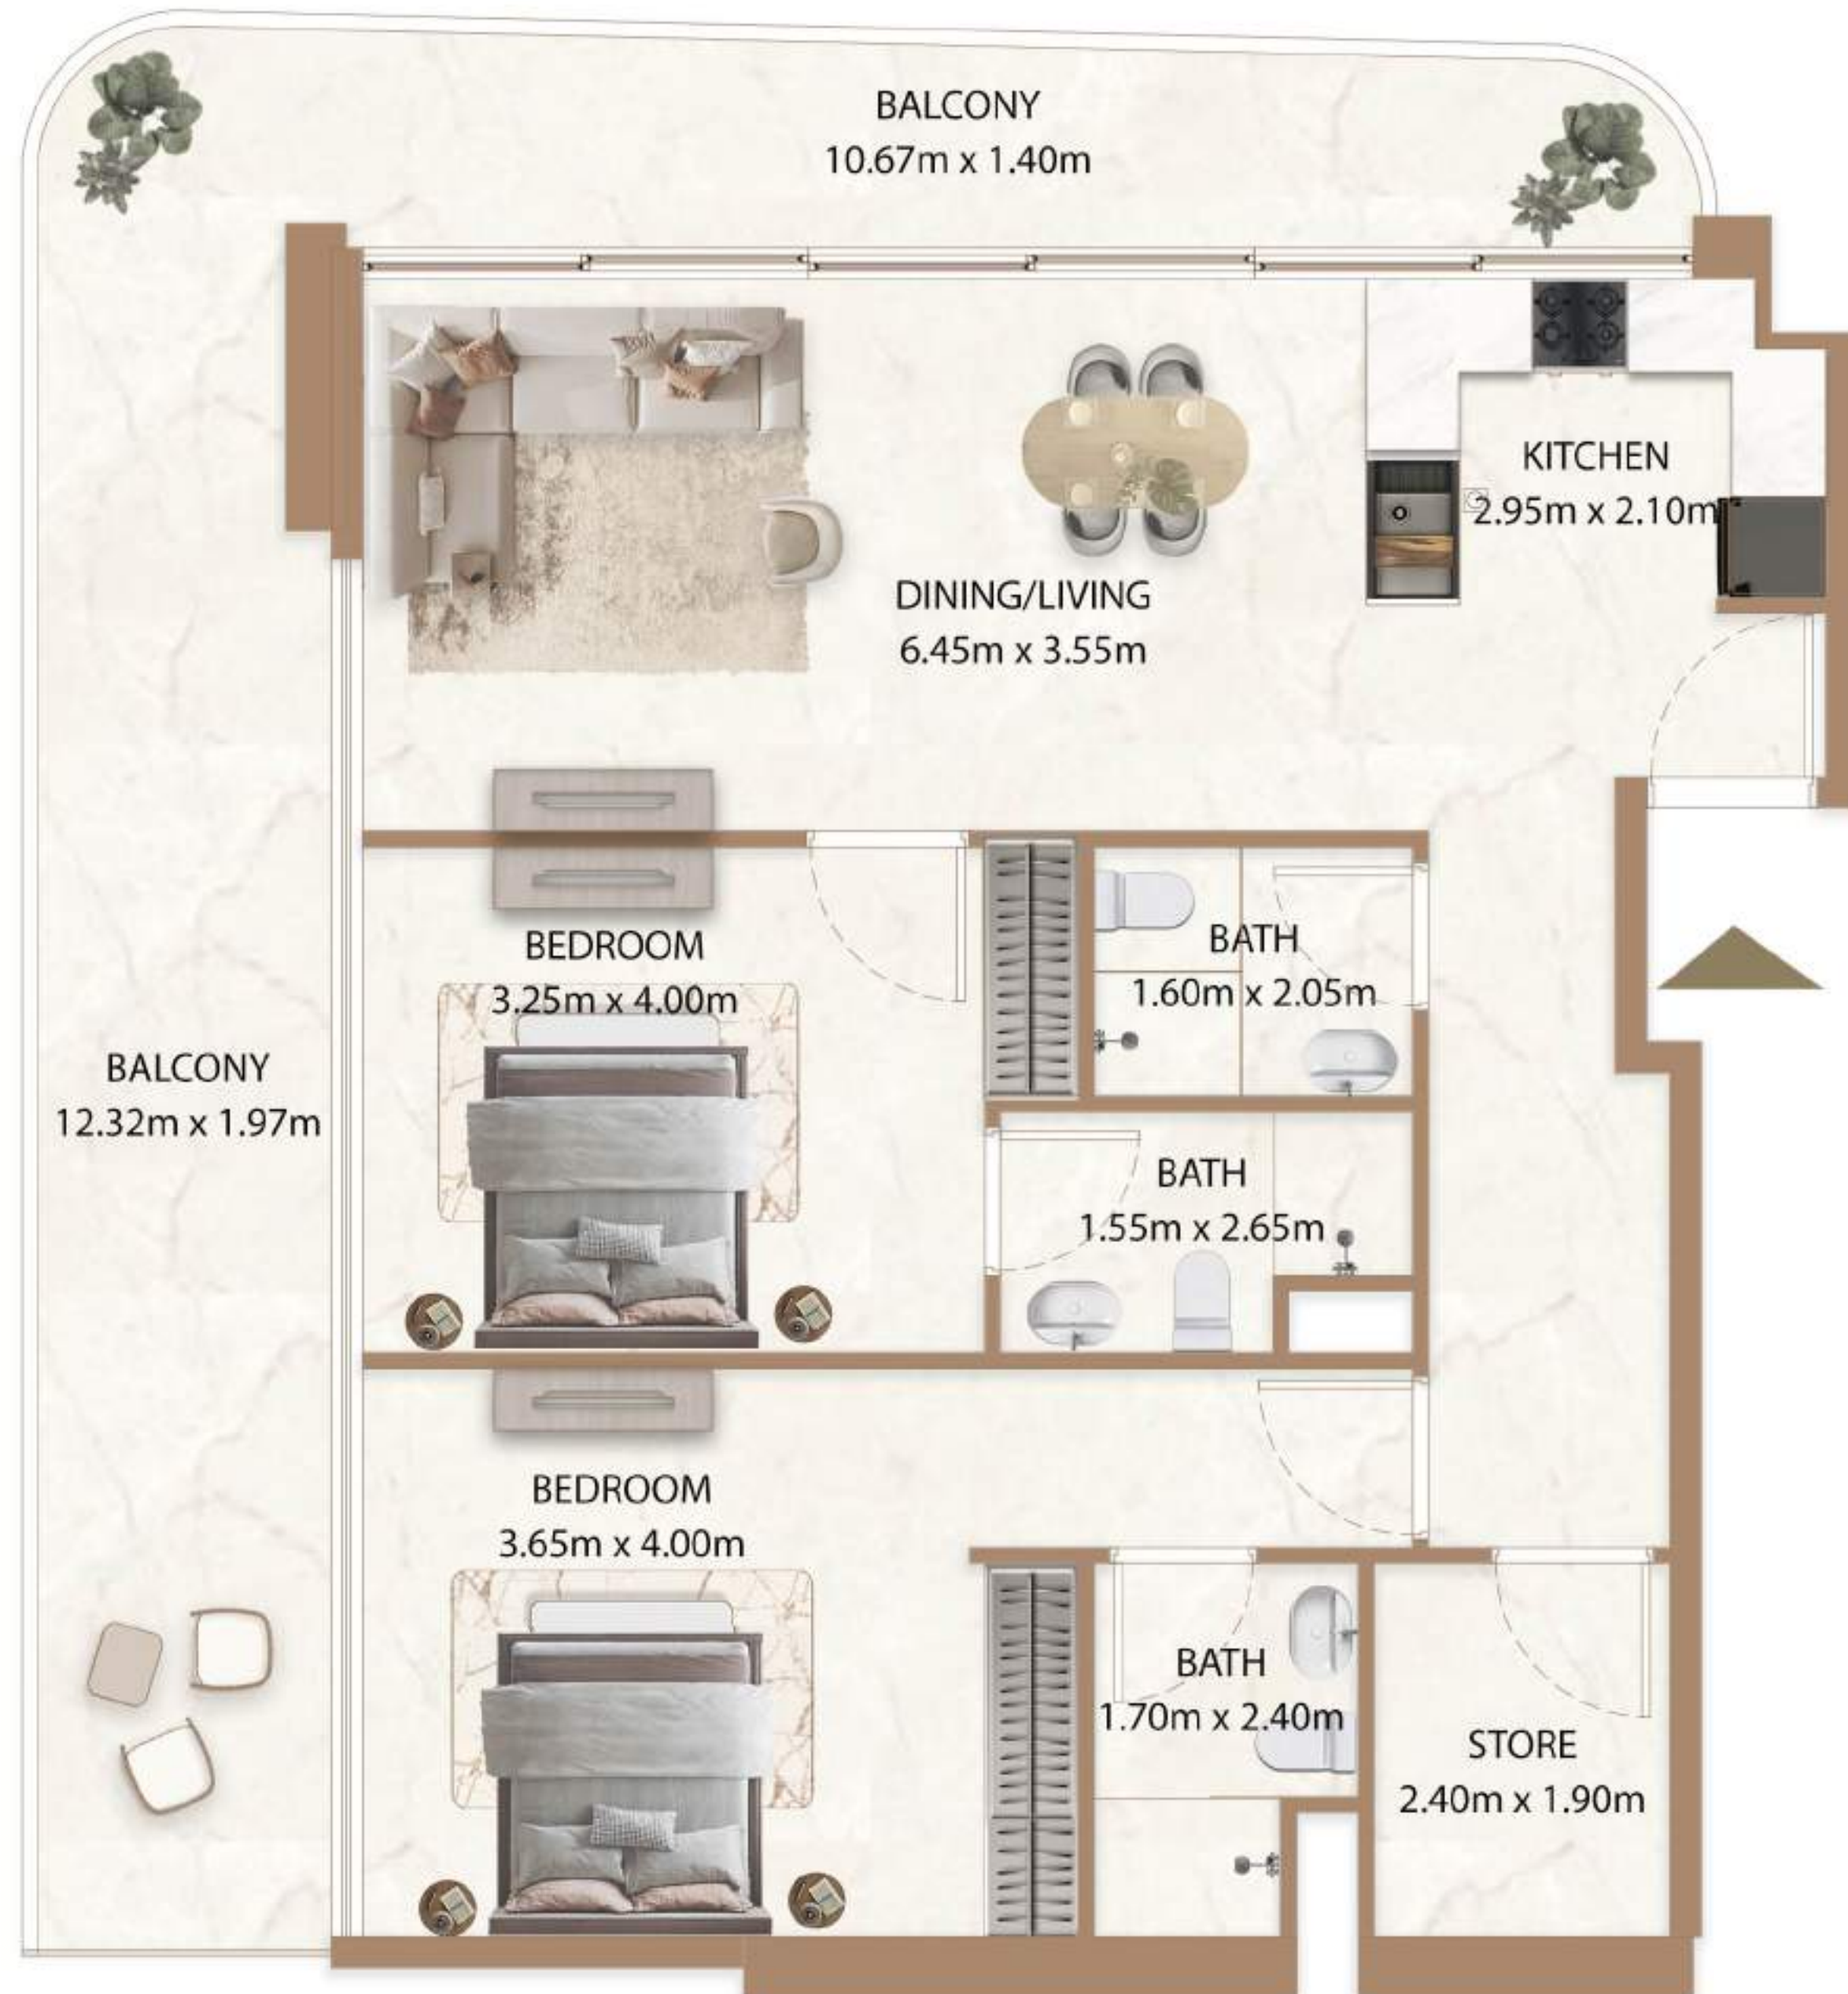 BALCONY
10.67m x 1.40m
KITCHEN
2.95m x 2.10m
DINING/LIVING
6.45m x 3.55m
BEDROOM
3.25m x 4.00m
BATH
1.60m x 2.05m
BALCONY
12.32m x 1.97m
BATH
1.55m x 2.65m
BEDROOM
3.65m x 4.00m
BATH
1.70m x 2.40m
STORE
2.40m x 1.90m